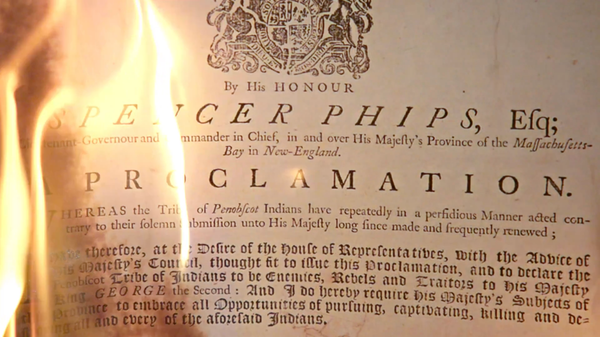 By His HONOUR
SPENCER PHIPS, Eſq;
Governour and Commander in Chief, in and over His Majeſty's Province of the Maſſachuſetts-
Bay in New-England.
A PROCLAMATION.
WHEREAS the Tribe of Penobſcot Indians have repeatedly in a perfidious Manner acted con-
trary to their ſolemn Submiſſion unto His Majeſty long ſince made and frequently renewed;
therefore, at the Deſire of the Houſe of Repreſentatives, with the Advice of
His Majeſty's Council, thought fit to iſſue this Proclamation, and to declare the
Penobſcot Tribe of Indians to be Enemies, Rebels and Traitors to His Majeſty
King GEORGE the Second: And I do hereby require His Majeſty's Subjects of
Province to embrace all Opportunities of purſuing, captivating, killing and de-
all and every of the aforeſaid Indians.